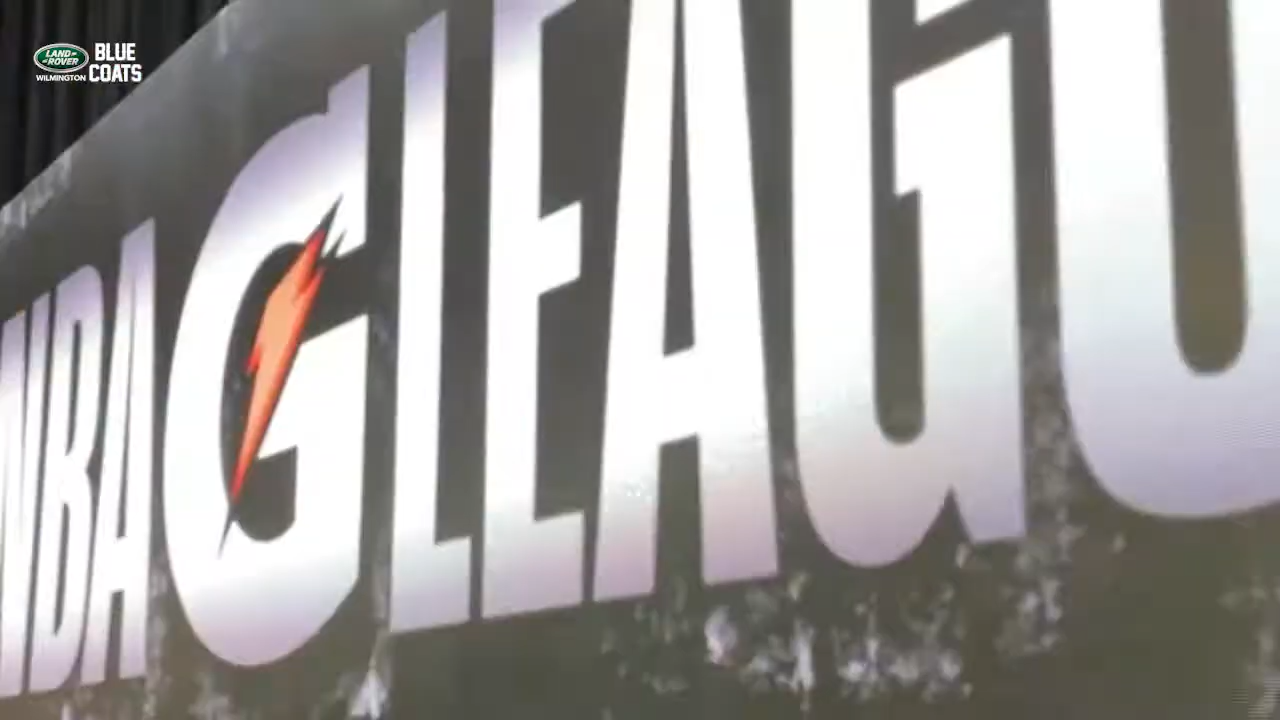 LAND-
ROVER
WILMINGTON
BLUE
COATS
NBA G LEAGU